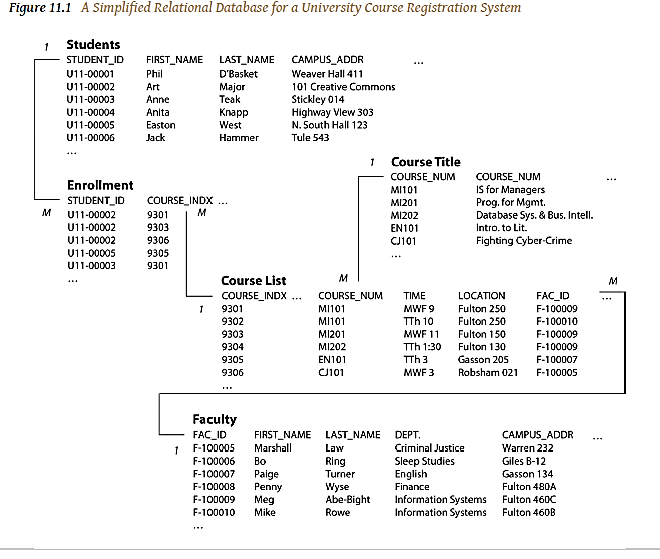 Figure 11.1 A Simplified Relational Database for a University Course Registration System
1 Students
STUDENT_ID FIRST_NAME LAST_NAME CAMPUS_ADDR ...
U11-00001 Phil D'Basket Weaver Hall 411
U11-00002 Art Major 101 Creative Commons
U11-00003 Anne Teak Stickley 014
U11-00004 Anita Knapp Highway View 303
U11-00005 Easton West N. South Hall 123
U11-00006 Jack Hammer Tule 543
...
1 Course Title
COURSE_NUM COURSE_NUM ...
MI101 IS for Managers
MI201 Prog. for Mgmt.
MI202 Database Sys. & Bus. Intell.
EN101 Intro. to Lit.
CJ101 Fighting Cyber-Crime
...
Enrollment
STUDENT_ID COURSE_INDX ...
M U11-00002 9301 M
U11-00002 9303
U11-00002 9306
U11-00005 9305
U11-00003 9301
...
Course List M M
COURSE_INDX ... COURSE_NUM TIME LOCATION FAC_ID ...
1 9301 MI101 MWF 9 Fulton 250 F-100009
9302 MI101 TTh 10 Fulton 250 F-100010
9303 MI201 MWF 11 Fulton 150 F-100009
9304 MI202 TTh 1:30 Fulton 130 F-100009
9305 EN101 TTh 3 Gasson 205 F-100007
9306 CJ101 MWF 3 Robsham 021 F-100005
...
Faculty
FAC_ID FIRST_NAME LAST_NAME DEPT. CAMPUS_ADDR ...
1 F-100005 Marshall Law Criminal Justice Warren 232
F-100006 Bo Ring Sleep Studies Giles B-12
F-100007 Paige Turner English Gasson 134
F-100008 Penny Wyse Finance Fulton 480A
F-100009 Meg Abe-Bight Information Systems Fulton 460C
F-100010 Mike Rowe Information Systems Fulton 460B
...